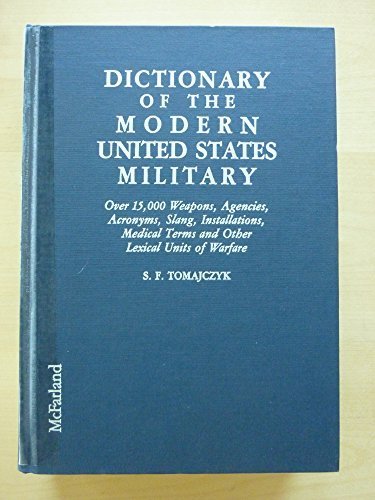 DICTIONARY
OF THE
MODERN
UNITED STATES
MILITARY
Over 15,000 Weapons, Agencies,
Acronyms, Slang, Installations,
Medical Terms and Other
Lexical Units of Warfare
S. F. TOMAJCZYK
McFarland